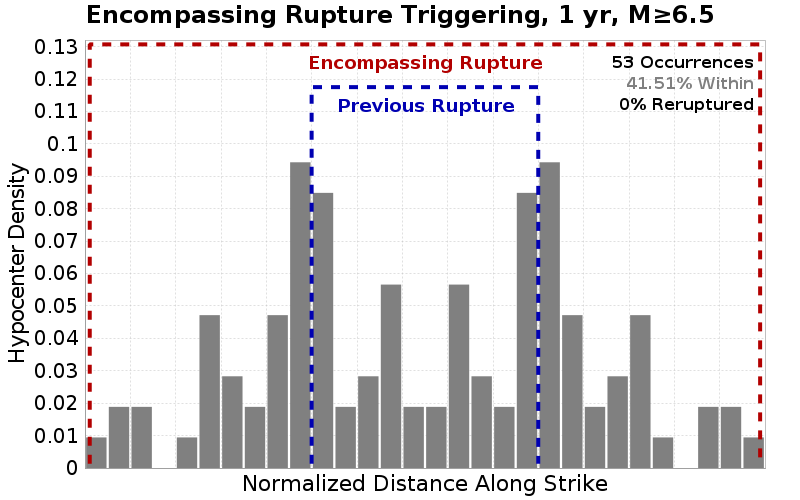 Encompassing Rupture Triggering, 1 yr, M≥6.5
0.13
0.12
0.11
0.1
0.09
0.08
0.07
0.06
0.05
0.04
0.03
0.02
0.01
0
Hypocenter Density
Encompassing Rupture
Previous Rupture
53 Occurrences
41.51% Within
0% Reruptured
Normalized Distance Along Strike